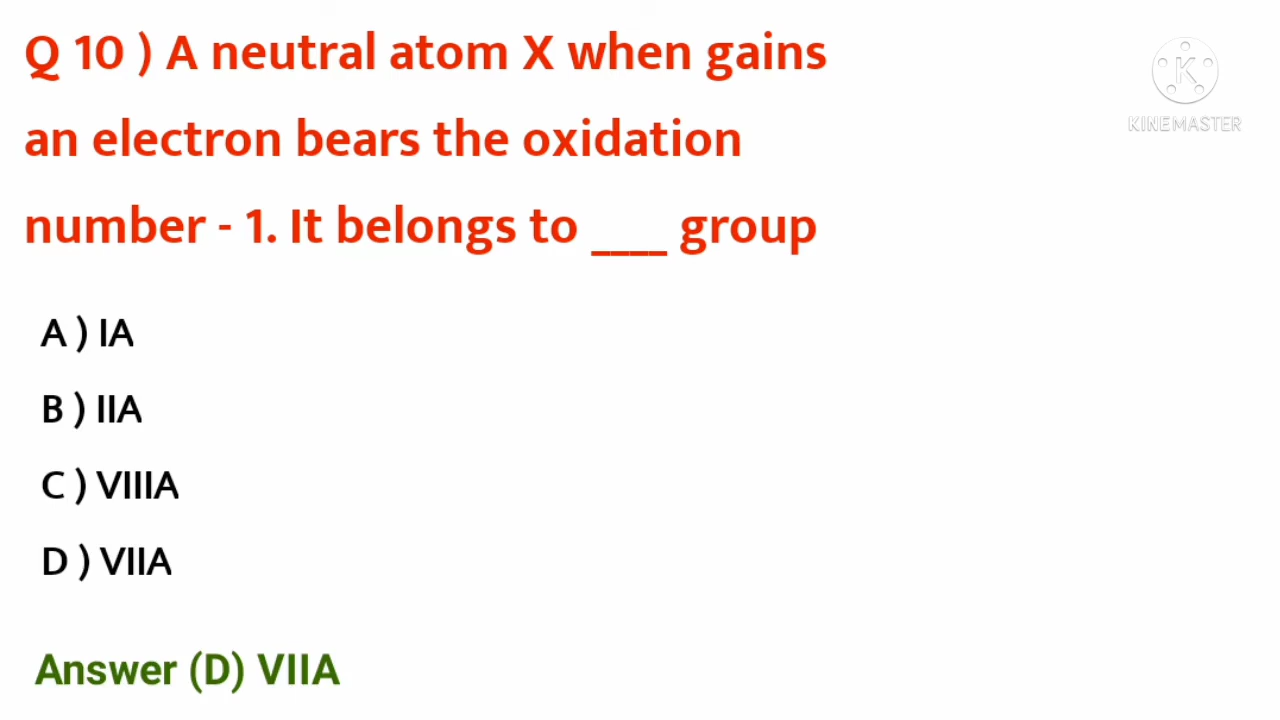 Q 10 ) A neutral atom X when gains
an electron bears the oxidation
number - 1. It belongs to ____ group
A ) IA
B ) IIA
C ) VIIIA
D ) VIIA
Answer (D) VIIA
K
KINEMASTER